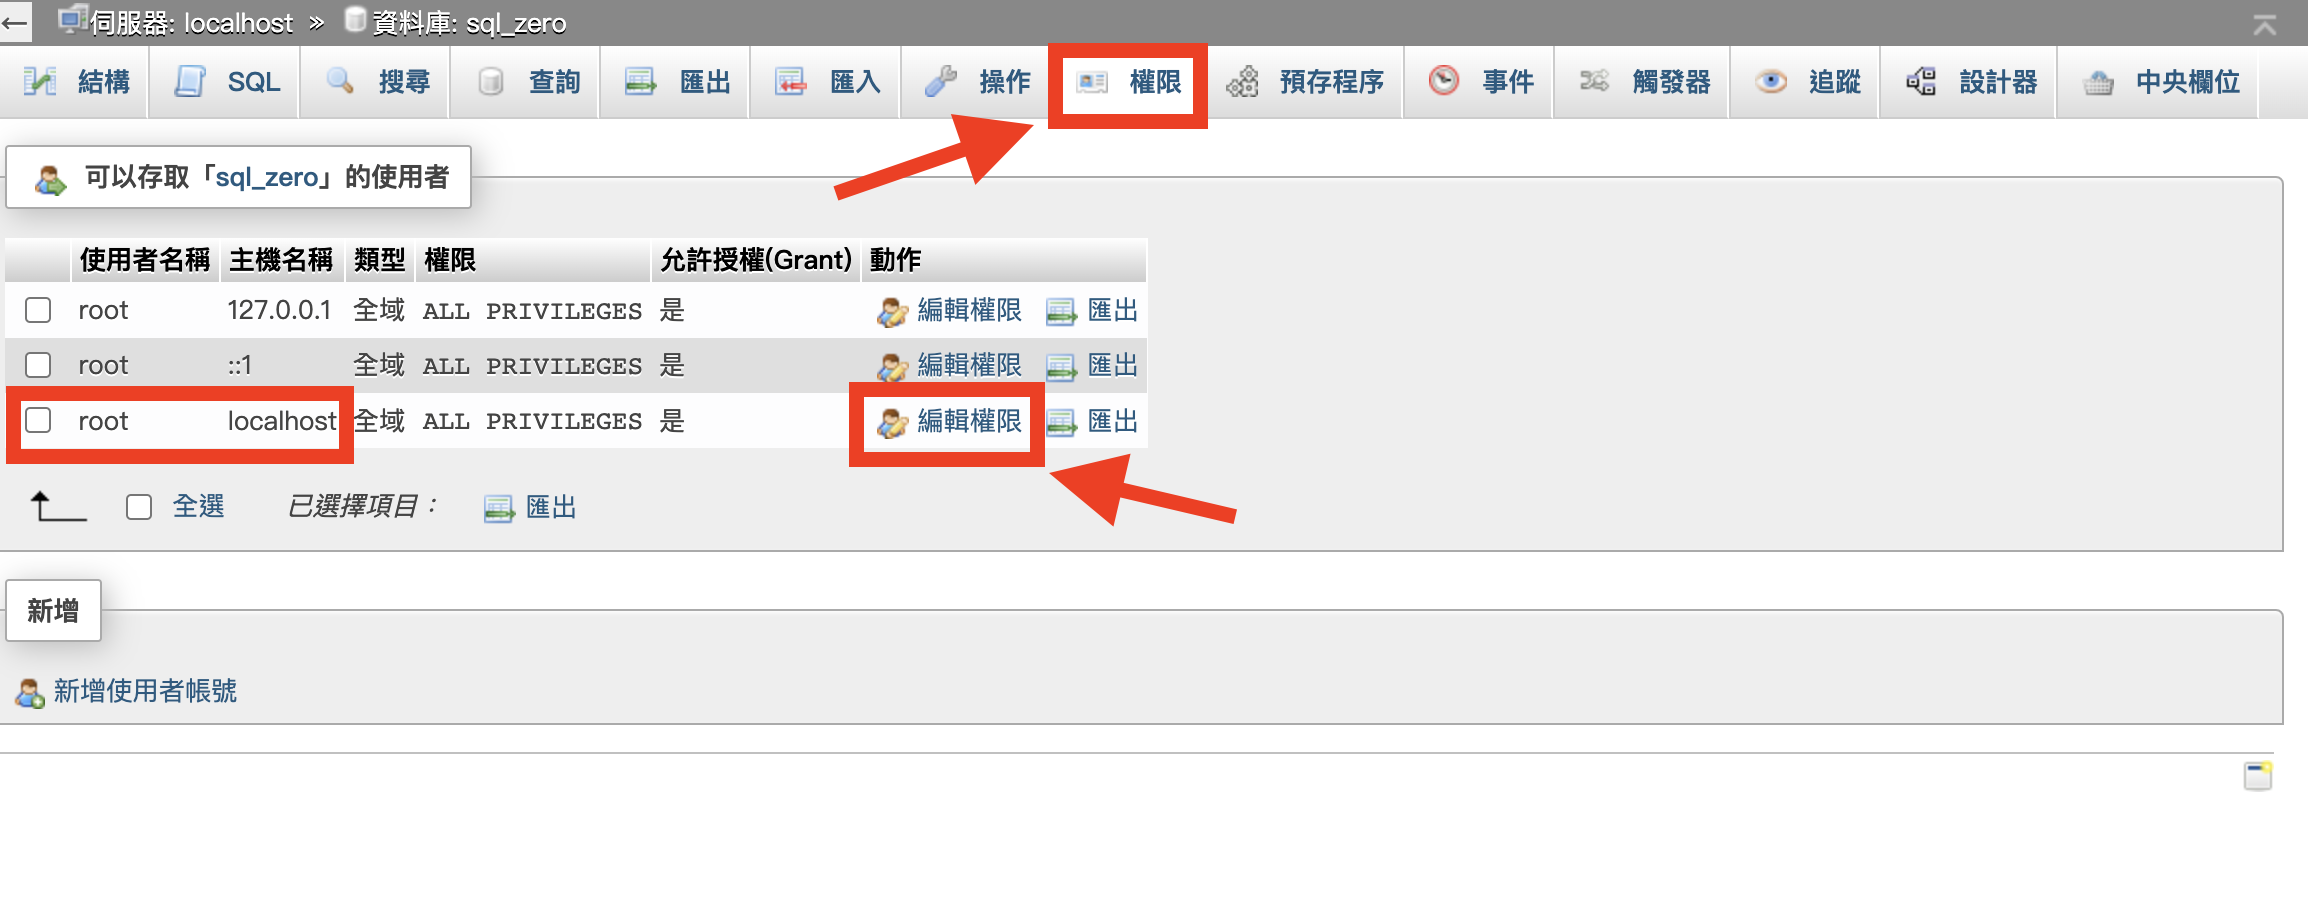 伺服器: localhost » 資料庫: sql_zero
結構 SQL 搜尋 查詢 匯出 匯入 操作 權限 預存程序 事件 觸發器 追蹤 設計器 中央欄位
可以存取「sql_zero」的使用者
使用者名稱 主機名稱 類型 權限 允許授權(Grant) 動作
root 127.0.0.1 全域 ALL PRIVILEGES 是 編輯權限 匯出
root ::1 全域 ALL PRIVILEGES 是 編輯權限 匯出
root localhost 全域 ALL PRIVILEGES 是 編輯權限 匯出
全選 已選擇項目： 匯出
新增
新增使用者帳號